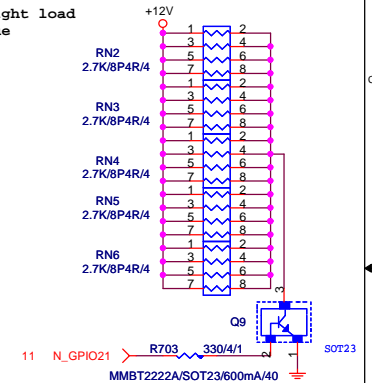 ght load
e
+12V
1 2
3 4
RN2
5 6
2.7K/8P4R/4
7 8
1 2
3 4
RN3
5 6
2.7K/8P4R/4
7 8
1 2
3 4
RN4
5 6
2.7K/8P4R/4
7 8
1 2
3 4
RN5
5 6
2.7K/8P4R/4
7 8
1 2
3 4
RN6
5 6
2.7K/8P4R/4
7 8
3
Q9
SOT23
2 1
11 N_GPIO21 R703 330/4/1
MMBT2222A/SOT23/600mA/40